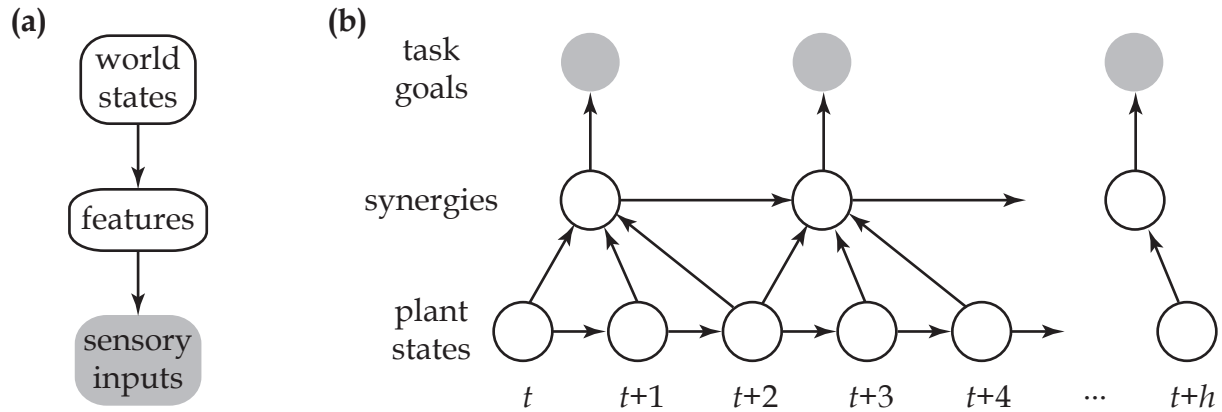 (a)
world
states
features
sensory
inputs
(b)
task
goals
synergies
plant
states
t t+1 t+2 t+3 t+4 ... t+h